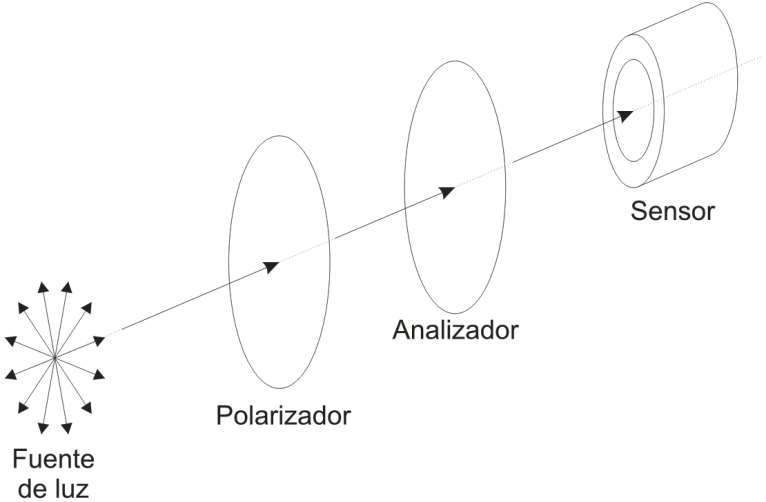 Sensor
Analizador
Polarizador
Fuente
de luz